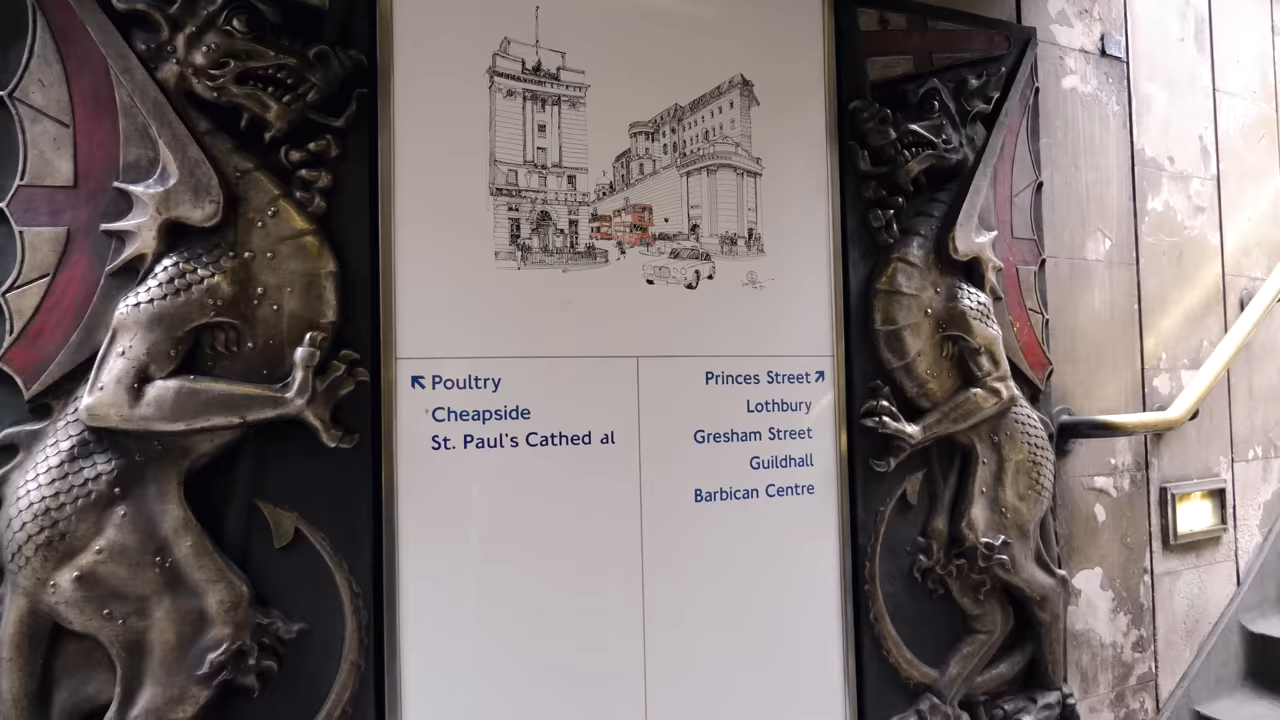 Poultry
Cheapside
St. Paul's Cathed al
Princes Street
Lothbury
Gresham Street
Guildhall
Barbican Centre